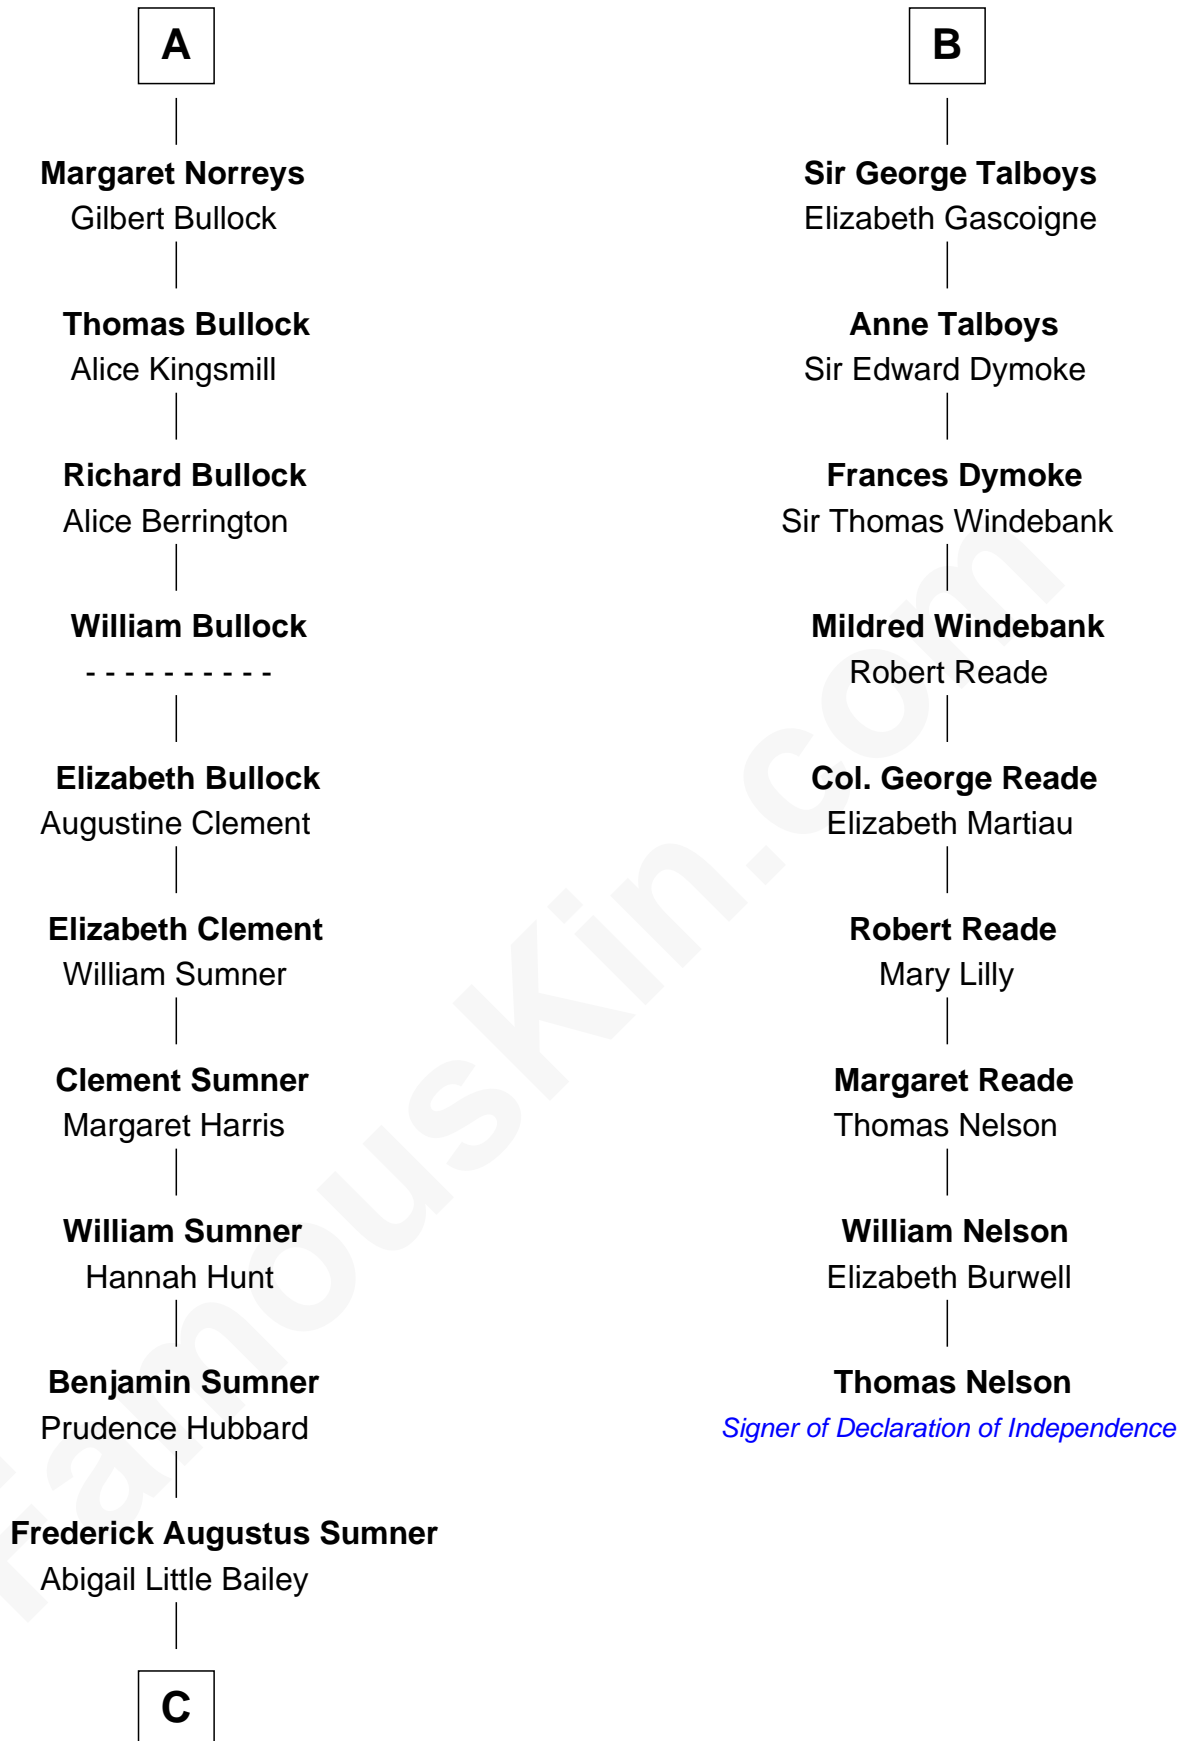 A
Margaret Norreys
Gilbert Bullock
Thomas Bullock
Alice Kingsmill
Richard Bullock
Alice Berrington
William Bullock
- - - - - - - - - -
Elizabeth Bullock
Augustine Clement
Elizabeth Clement
William Sumner
Clement Sumner
Margaret Harris
William Sumner
Hannah Hunt
Benjamin Sumner
Prudence Hubbard
Frederick Augustus Sumner
Abigail Little Bailey
C
B
Sir George Talboys
Elizabeth Gascoigne
Anne Talboys
Sir Edward Dymoke
Frances Dymoke
Sir Thomas Windebank
Mildred Windebank
Robert Reade
Col. George Reade
Elizabeth Martiau
Robert Reade
Mary Lilly
Margaret Reade
Thomas Nelson
William Nelson
Elizabeth Burwell
Thomas Nelson
Signer of Declaration of Independence
FamousKin.com